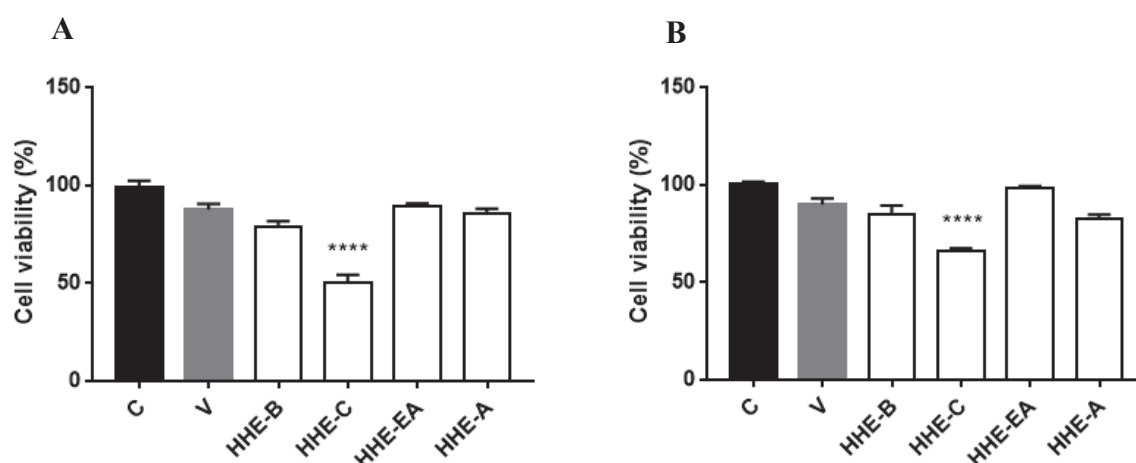 A
150
100
50
0
Cell viability (%)
****
C
V
HHE-B
HHE-C
HHE-EA
HHE-A
B
150
100
50
0
Cell viability (%)
****
C
V
HHE-B
HHE-C
HHE-EA
HHE-A